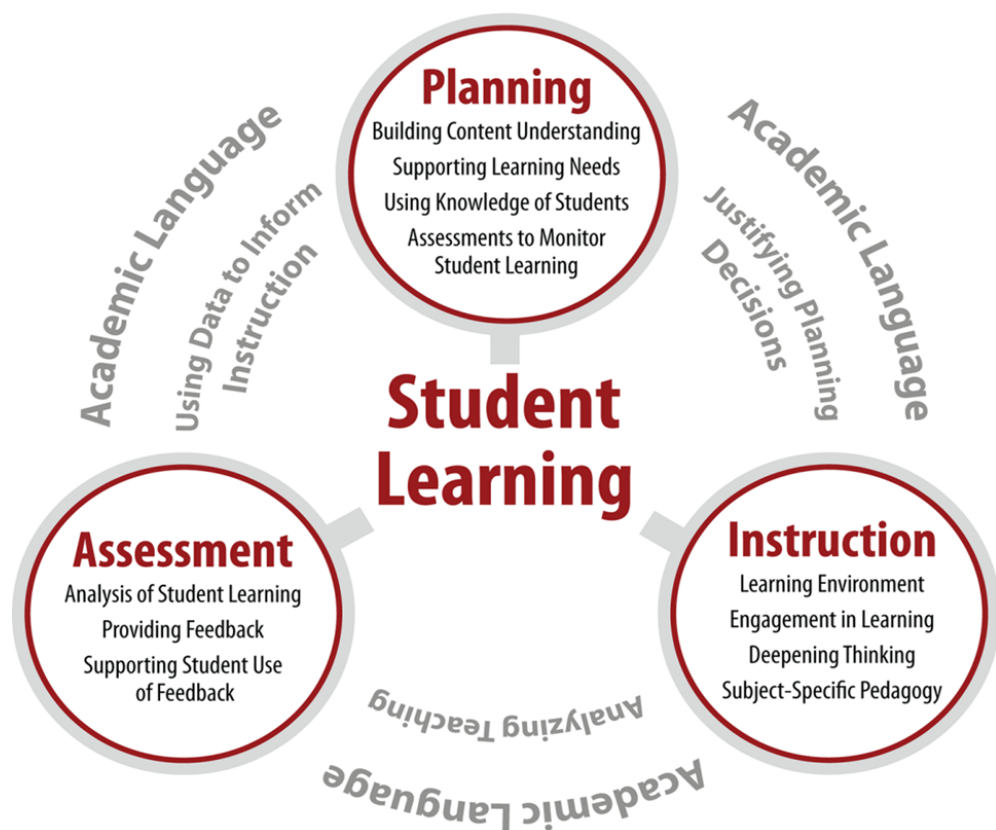 Planning
Building Content Understanding
Supporting Learning Needs
Using Knowledge of Students
Assessments to Monitor
Student Learning
Academic Language
Using Data to Inform
Instruction
Academic Language
Justifying Planning
Decisions
Student
Learning
Assessment
Analysis of Student Learning
Providing Feedback
Supporting Student Use
of Feedback
Instruction
Learning Environment
Engagement in Learning
Deepening Thinking
Subject-Specific Pedagogy
Analyzing Teaching
Academic Language